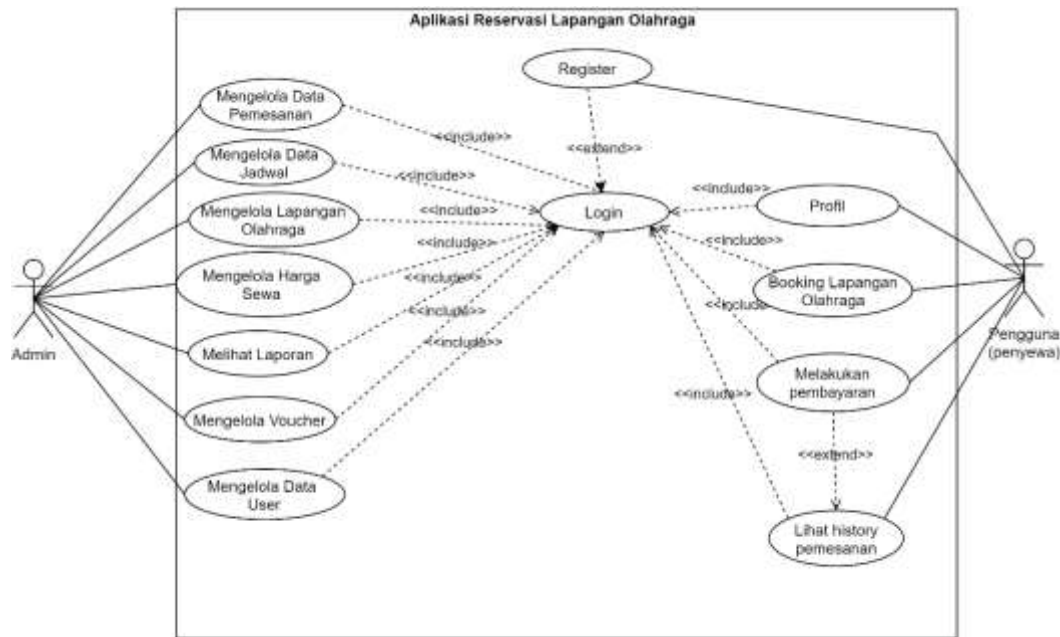 Aplikasi Reservasi Lapangan Olahraga
Register
Mengelola Data
Pemesanan
<<include>>
<<extend>>
Mengelola Data
Jadwal
<<include>>
Login
<<include>>
Profil
Mengelola Lapangan
Olahraga
<<include>>
<<include>>
Mengelola Harga
Sewa
<<include>>
<<include>>
Booking Lapangan
Olahraga
Admin
Pengguna
(penyewa)
<<include>>
<<include>>
Melihat Laporan
<<include>>
Melakukan
pembayaran
<<include>>
Mengelola Voucher
<<extend>>
Mengelola Data
User
Lihat history
pemesanan